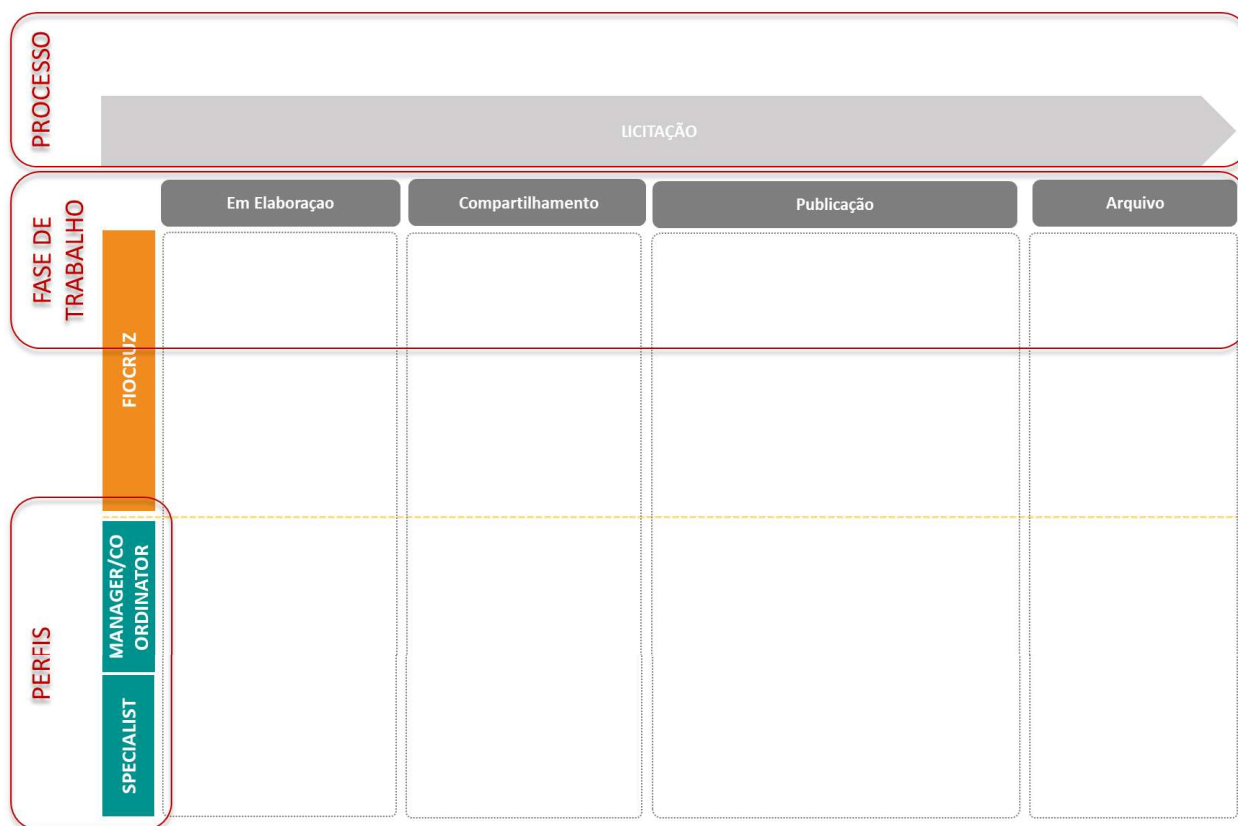 PROCESSO
LICITAÇÃO
FASE DE
TRABALHO
Em Elaboraçao
Compartilhamento
Publicação
Arquivo
FIOCRUZ
PERFIS
MANAGER/CO
ORDINATOR
SPECIALIST